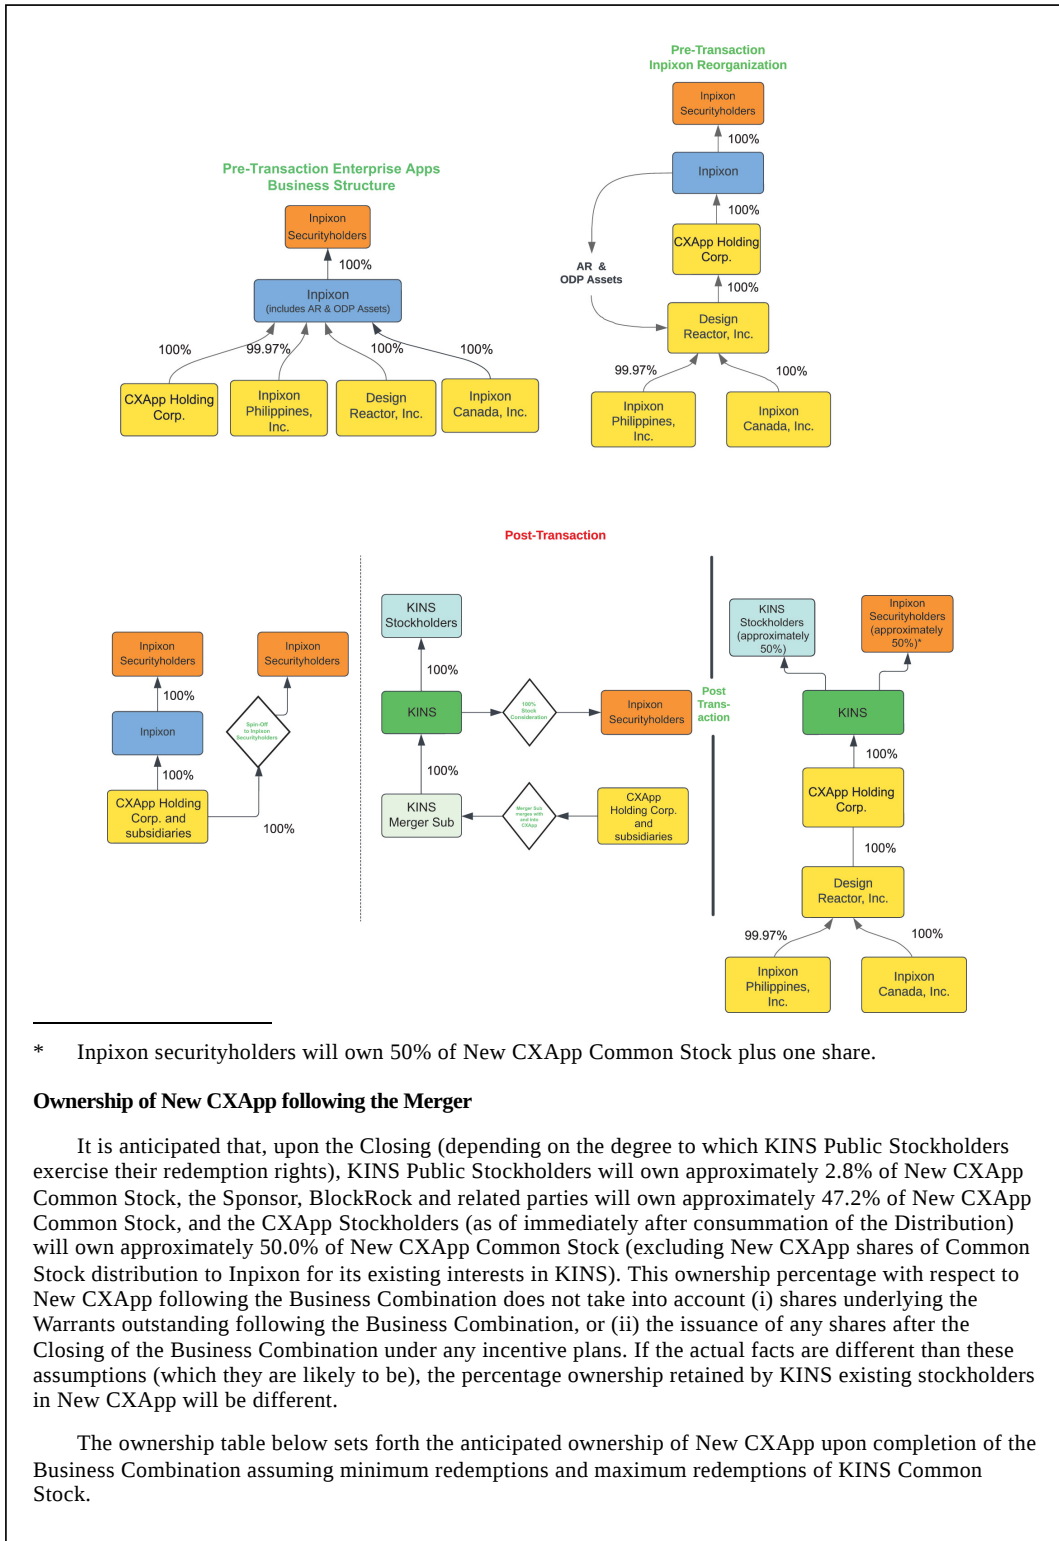 Pre-Transaction
Inpixon Reorganization
Inpixon
Securityholders
100%
Inpixon
100%
CXApp Holding
Corp.
AR &
ODP Assets
100%
Design
Reactor, Inc.
99.97%
100%
Inpixon
Philippines,
Inc.
Inpixon
Canada, Inc.
Pre-Transaction Enterprise Apps
Business Structure
Inpixon
Securityholders
100%
Inpixon
(includes AR & ODP Assets)
100%
99.97%
100%
100%
CXApp Holding
Corp.
Inpixon
Philippines,
Inc.
Design
Reactor, Inc.
Inpixon
Canada, Inc.
Post-Transaction
Inpixon
Securityholders
Inpixon
Securityholders
100%
Inpixon
Spin-Off
to Inpixon
Securityholders
100%
CXApp Holding
Corp. and
subsidiaries
100%
KINS
Stockholders
100%
KINS
100%
Stock
Consideration
Inpixon
Securityholders
100%
KINS
Merger Sub
Merger Sub
merges with
and into
CXApp
CXApp
Holding Corp.
and
subsidiaries
Post
Trans-
action
KINS
Stockholders
(approximately
50%)
Inpixon
Securityholders
(approximately
50%)*
KINS
100%
CXApp Holding
Corp.
100%
Design
Reactor, Inc.
99.97%
100%
Inpixon
Philippines,
Inc.
Inpixon
Canada, Inc.
* Inpixon securityholders will own 50% of New CXApp Common Stock plus one share.
Ownership of New CXApp following the Merger
It is anticipated that, upon the Closing (depending on the degree to which KINS Public Stockholders
exercise their redemption rights), KINS Public Stockholders will own approximately 2.8% of New CXApp
Common Stock, the Sponsor, BlockRock and related parties will own approximately 47.2% of New CXApp
Common Stock, and the CXApp Stockholders (as of immediately after consummation of the Distribution)
will own approximately 50.0% of New CXApp Common Stock (excluding New CXApp shares of Common
Stock distribution to Inpixon for its existing interests in KINS). This ownership percentage with respect to
New CXApp following the Business Combination does not take into account (i) shares underlying the
Warrants outstanding following the Business Combination, or (ii) the issuance of any shares after the
Closing of the Business Combination under any incentive plans. If the actual facts are different than these
assumptions (which they are likely to be), the percentage ownership retained by KINS existing stockholders
in New CXApp will be different.
The ownership table below sets forth the anticipated ownership of New CXApp upon completion of the
Business Combination assuming minimum redemptions and maximum redemptions of KINS Common
Stock.